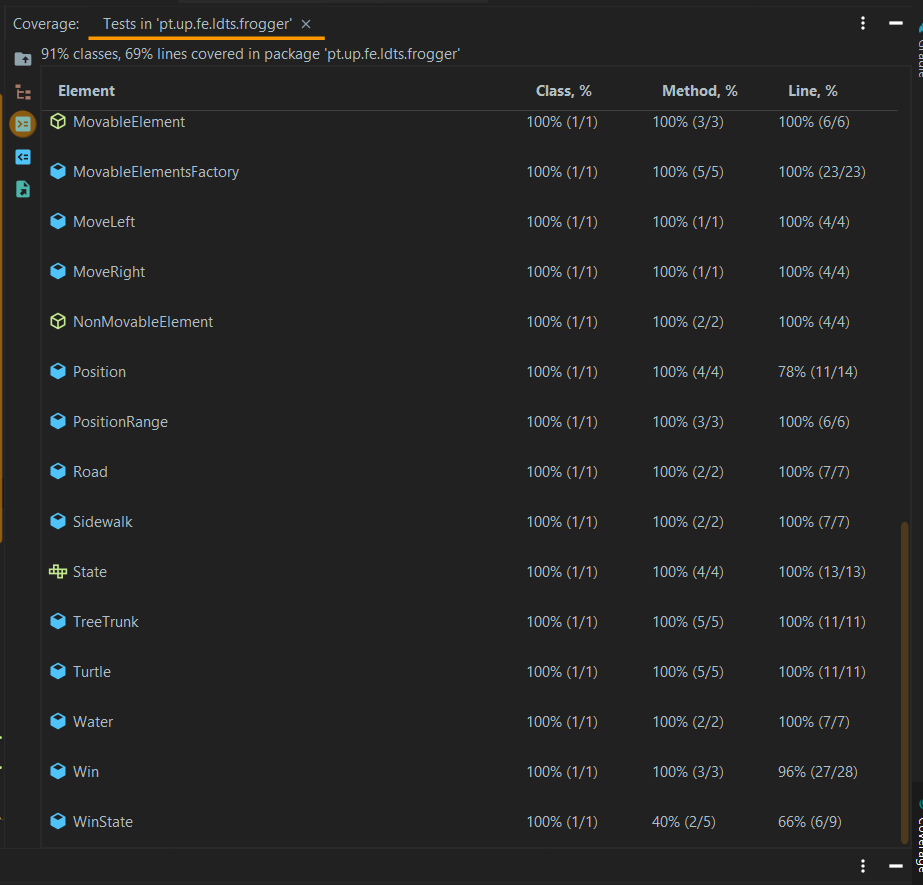 Coverage: Tests in 'pt.up.fe.ldts.frogger' ×
91% classes, 69% lines covered in package 'pt.up.fe.ldts.frogger'
Element Class, % Method, % Line, %
MovableElement 100% (1/1) 100% (3/3) 100% (6/6)
MovableElementsFactory 100% (1/1) 100% (5/5) 100% (23/23)
MoveLeft 100% (1/1) 100% (1/1) 100% (4/4)
MoveRight 100% (1/1) 100% (1/1) 100% (4/4)
NonMovableElement 100% (1/1) 100% (2/2) 100% (4/4)
Position 100% (1/1) 100% (4/4) 78% (11/14)
PositionRange 100% (1/1) 100% (3/3) 100% (6/6)
Road 100% (1/1) 100% (2/2) 100% (7/7)
Sidewalk 100% (1/1) 100% (2/2) 100% (7/7)
State 100% (1/1) 100% (4/4) 100% (13/13)
TreeTrunk 100% (1/1) 100% (5/5) 100% (11/11)
Turtle 100% (1/1) 100% (5/5) 100% (11/11)
Water 100% (1/1) 100% (2/2) 100% (7/7)
Win 100% (1/1) 100% (3/3) 96% (27/28)
WinState 100% (1/1) 40% (2/5) 66% (6/9)